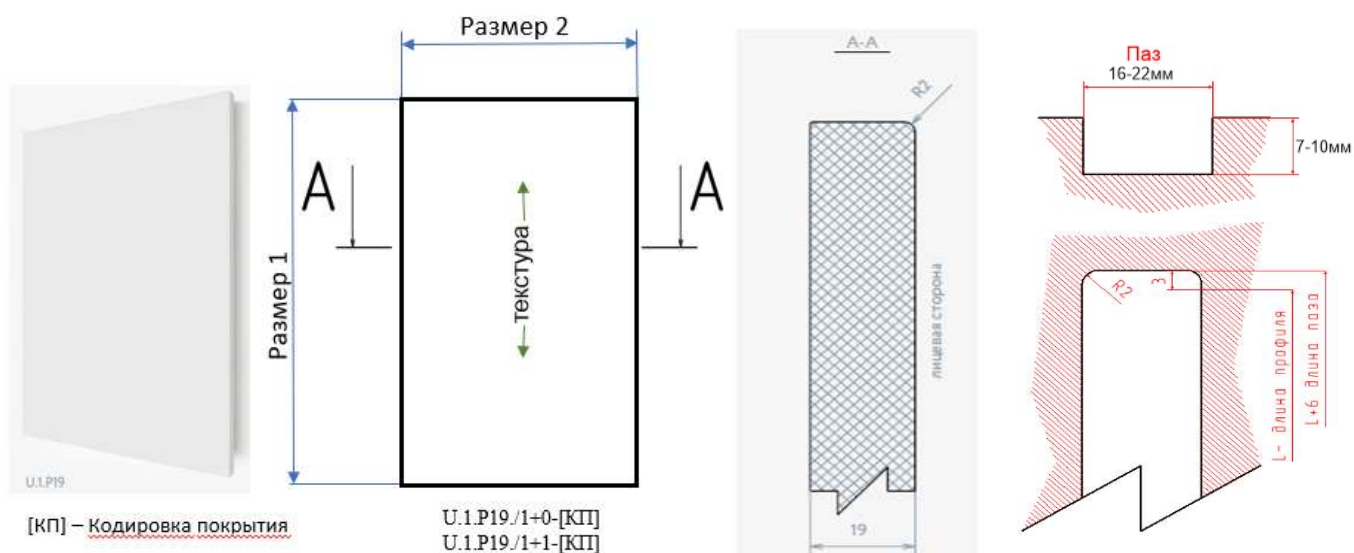 Размер 2
Размер 1
A
A
текстура
U.1.P19
[КП] – Кодировка покрытия
U.1.P19./1+0-[КП]
U.1.P19./1+1-[КП]
A-A
R2
лицевая сторона
19
Паз
16-22мм
7-10мм
R2
3
L- длина профиля
L+6 длина паза